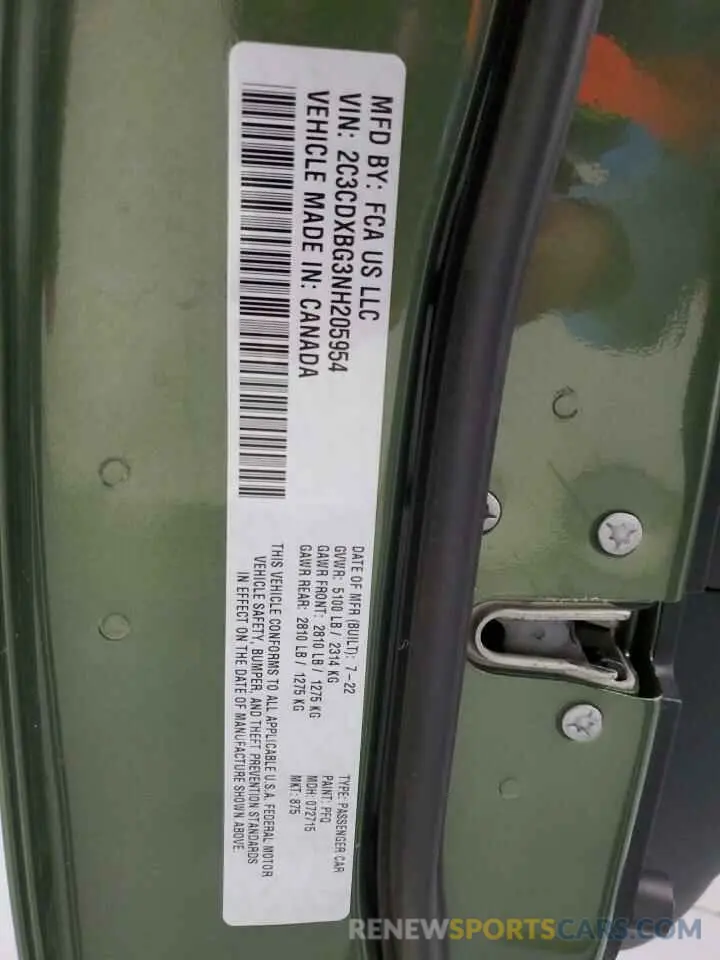 MFD BY: FCA US LLC
VIN: 2C3CDXBG3NH205954
VEHICLE MADE IN: CANADA
DATE OF MFR (BUILT): 7-22
GVWR: 5100 LB / 2314 KG
GAWR FRONT: 2810 LB / 1275 KG
GAWR REAR: 2810 LB / 1275 KG
TYPE: PASSENGER CAR
PAINT: PFQ
MDH: 072715
MKT: 875
THIS VEHICLE CONFORMS TO ALL APPLICABLE U.S.A. FEDERAL MOTOR
VEHICLE SAFETY, BUMPER, AND THEFT PREVENTION STANDARDS
IN EFFECT ON THE DATE OF MANUFACTURE SHOWN ABOVE.
RENEWSPORTSCARS.COM